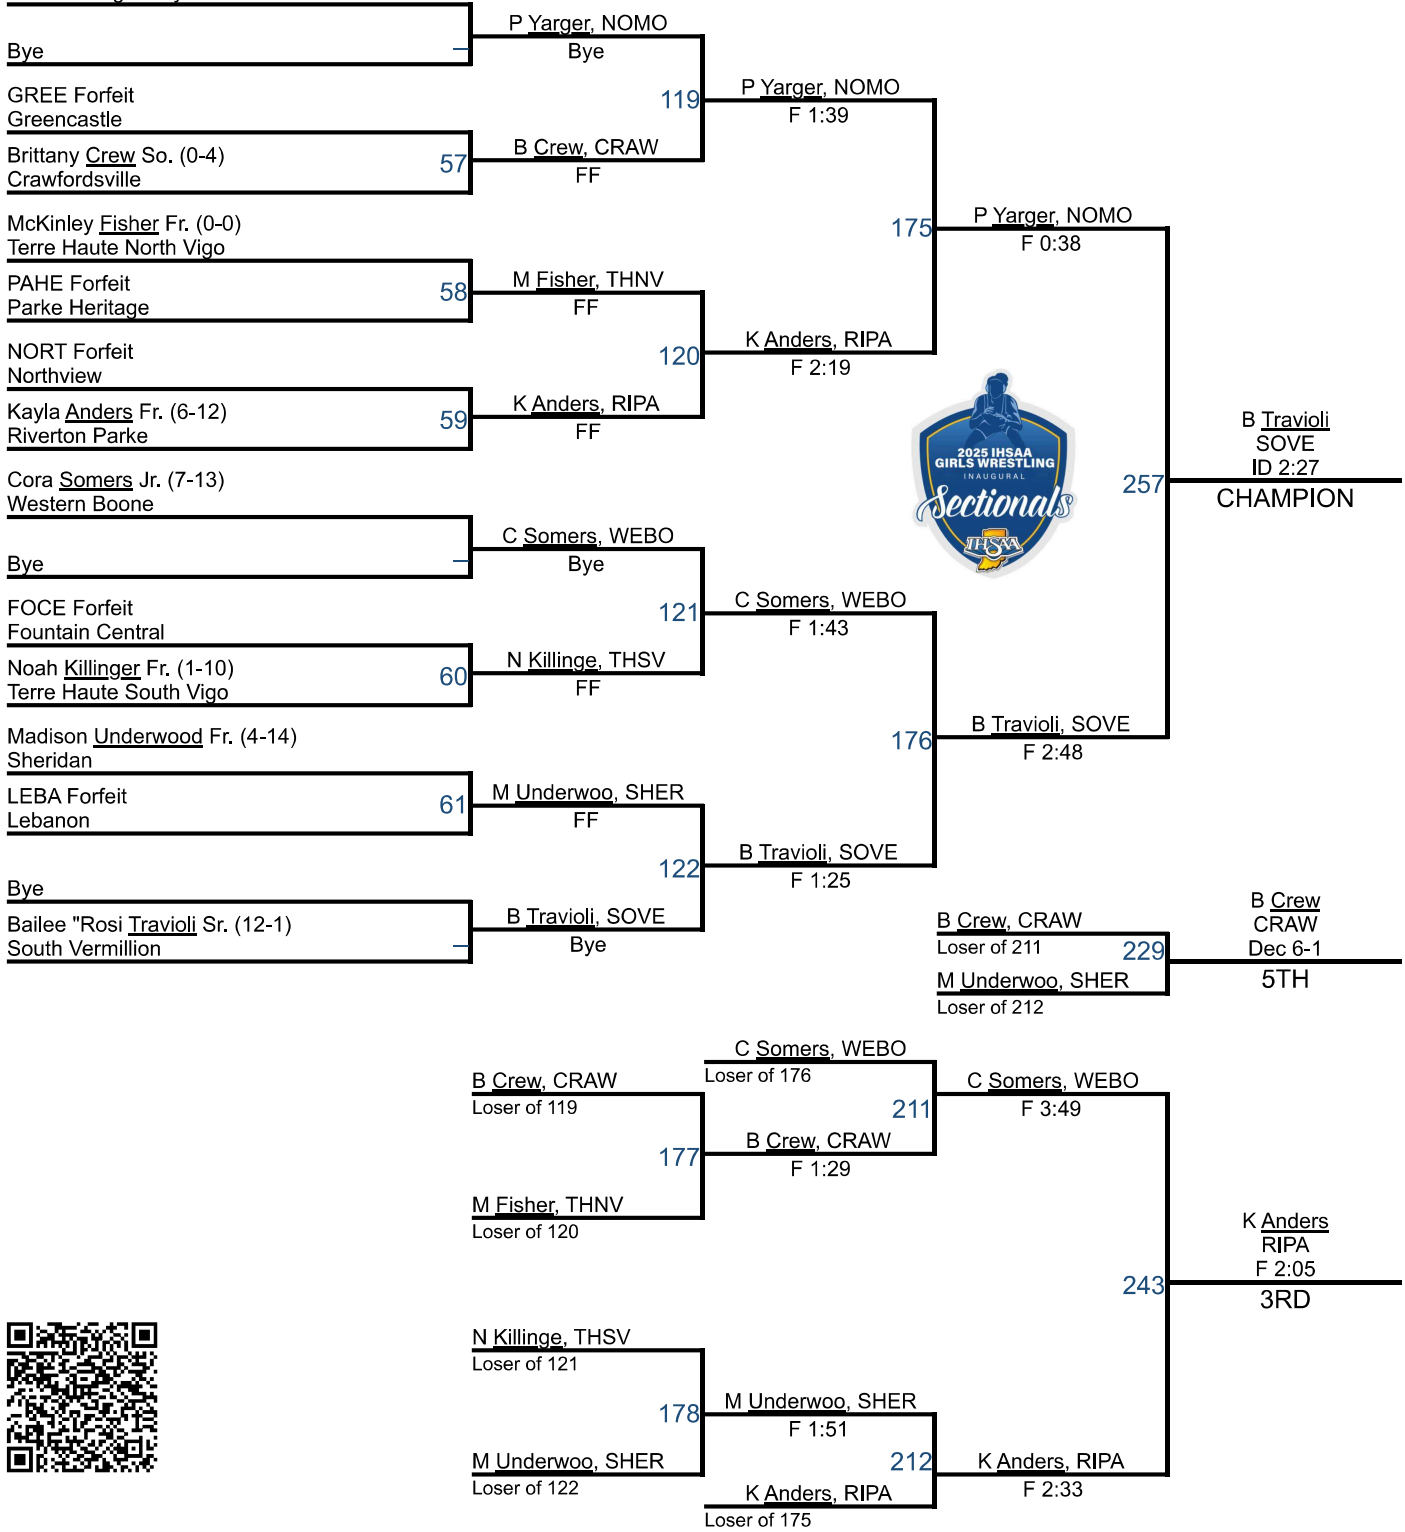 Bye
GREE Forfeit
Greencastle
Brittany Crew So. (0-4)
Crawfordsville
McKinley Fisher Fr. (0-0)
Terre Haute North Vigo
PAHE Forfeit
Parke Heritage
NORT Forfeit
Northview
Kayla Anders Fr. (6-12)
Riverton Parke
Cora Somers Jr. (7-13)
Western Boone
Bye
FOCE Forfeit
Fountain Central
Noah Killinger Fr. (1-10)
Terre Haute South Vigo
Madison Underwood Fr. (4-14)
Sheridan
LEBA Forfeit
Lebanon
Bye
Bailee "Rosi Travioli Sr. (12-1)
South Vermillion
57
58
59
60
61
P Yarger, NOMO
Bye
B Crew, CRAW
FF
M Fisher, THNV
FF
K Anders, RIPA
FF
C Somers, WEBO
Bye
N Killinge, THSV
FF
M Underwoo, SHER
FF
B Travioli, SOVE
Bye
119
120
121
122
P Yarger, NOMO
F 1:39
K Anders, RIPA
F 2:19
C Somers, WEBO
F 1:43
B Travioli, SOVE
F 1:25
175
176
P Yarger, NOMO
F 0:38
B Travioli, SOVE
F 2:48
2025 IHSAA
GIRLS WRESTLING
INAUGURAL
Sectionals
IHSAA
257
B Travioli
SOVE
ID 2:27
CHAMPION
B Crew, CRAW
Loser of 211
M Underwoo, SHER
Loser of 212
229
B Crew
CRAW
Dec 6-1
5TH
B Crew, CRAW
Loser of 119
M Fisher, THNV
Loser of 120
177
C Somers, WEBO
Loser of 176
B Crew, CRAW
F 1:29
211
C Somers, WEBO
F 3:49
N Killinge, THSV
Loser of 121
M Underwoo, SHER
Loser of 122
178
M Underwoo, SHER
F 1:51
K Anders, RIPA
Loser of 175
212
K Anders, RIPA
F 2:33
243
K Anders
RIPA
F 2:05
3RD